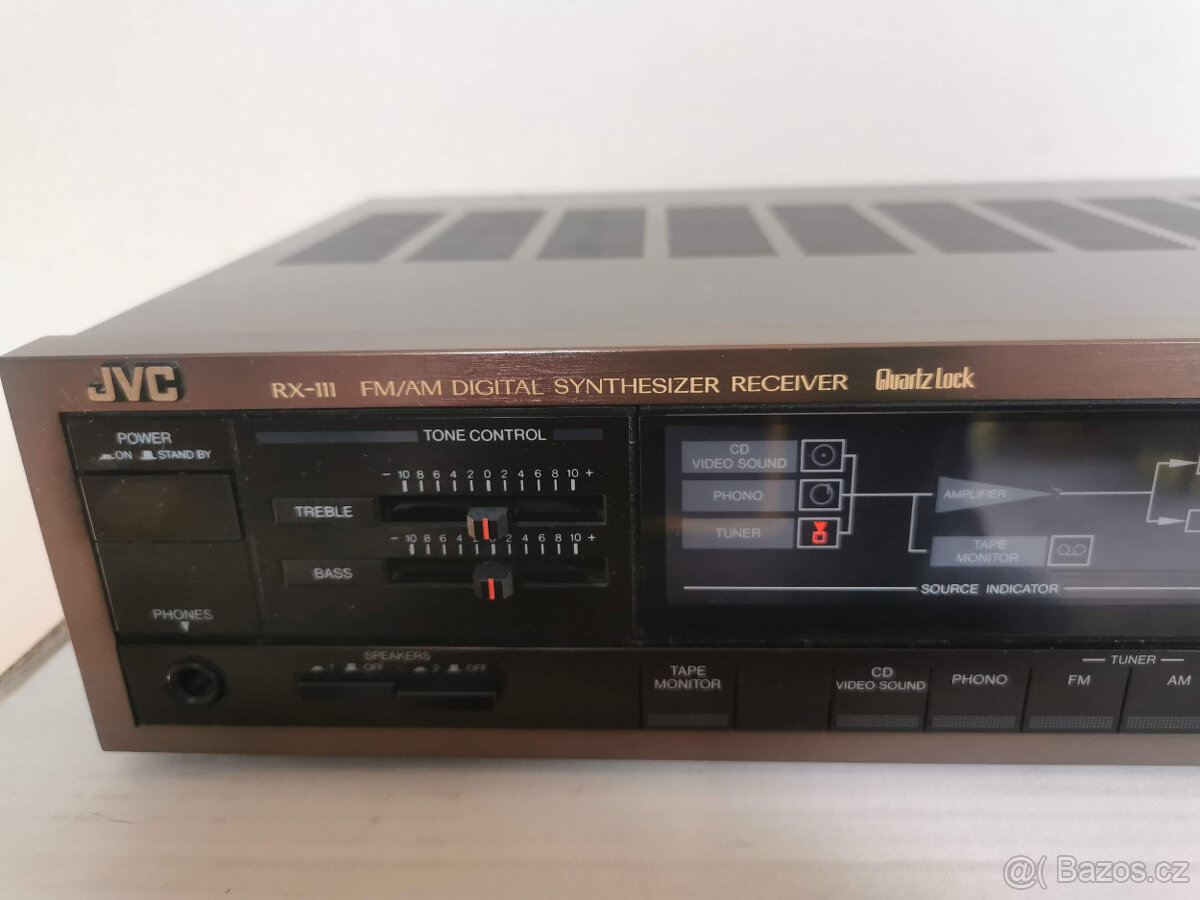 JVC
RX-111 FM/AM DIGITAL SYNTHESIZER RECEIVER Quartz Lock
POWER
ON STAND BY
TONE CONTROL
- 10 8 6 4 2 0 2 4 6 8 10 +
TREBLE
- 10 8 6 4 2 0 2 4 6 8 10 +
BASS
PHONES
SPEAKERS
1 OFF 2 OFF
CD
VIDEO SOUND
PHONO
TUNER
AMPLIFIER
TAPE
MONITOR
SOURCE INDICATOR
TAPE
MONITOR
CD
VIDEO SOUND
PHONO
TUNER
FM
AM
@( Bazos.cz